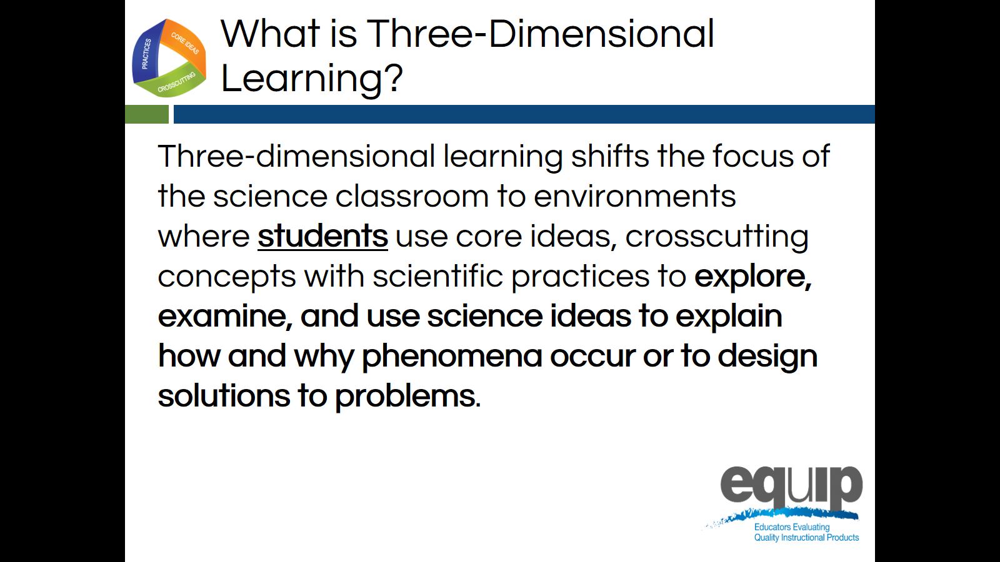 PRACTICES
CORE IDEAS
CROSSCUTTING
What is Three-Dimensional
Learning?
Three-dimensional learning shifts the focus of
the science classroom to environments
where students use core ideas, crosscutting
concepts with scientific practices to explore,
examine, and use science ideas to explain
how and why phenomena occur or to design
solutions to problems.
equip
Educators Evaluating
Quality Instructional Products